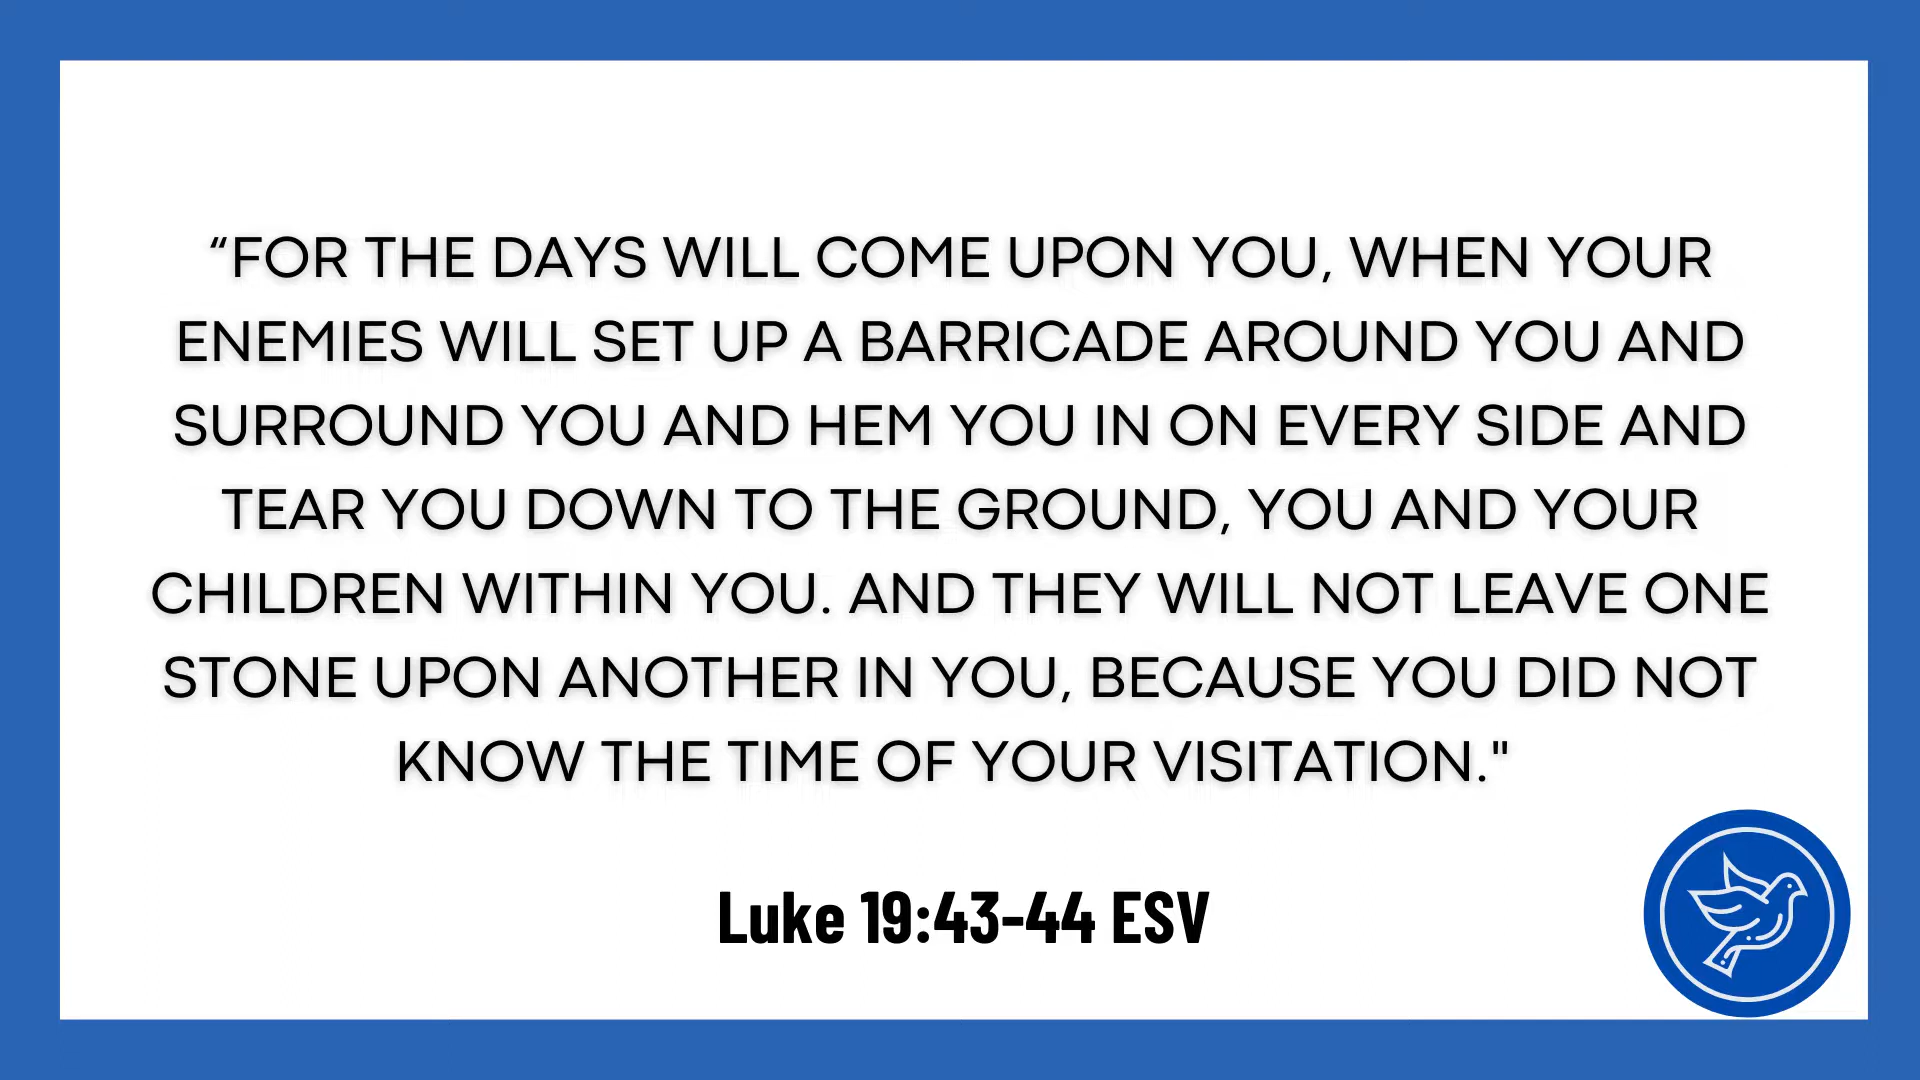 “FOR THE DAYS WILL COME UPON YOU, WHEN YOUR
ENEMIES WILL SET UP A BARRICADE AROUND YOU AND
SURROUND YOU AND HEM YOU IN ON EVERY SIDE AND
TEAR YOU DOWN TO THE GROUND, YOU AND YOUR
CHILDREN WITHIN YOU. AND THEY WILL NOT LEAVE ONE
STONE UPON ANOTHER IN YOU, BECAUSE YOU DID NOT
KNOW THE TIME OF YOUR VISITATION."
Luke 19:43-44 ESV